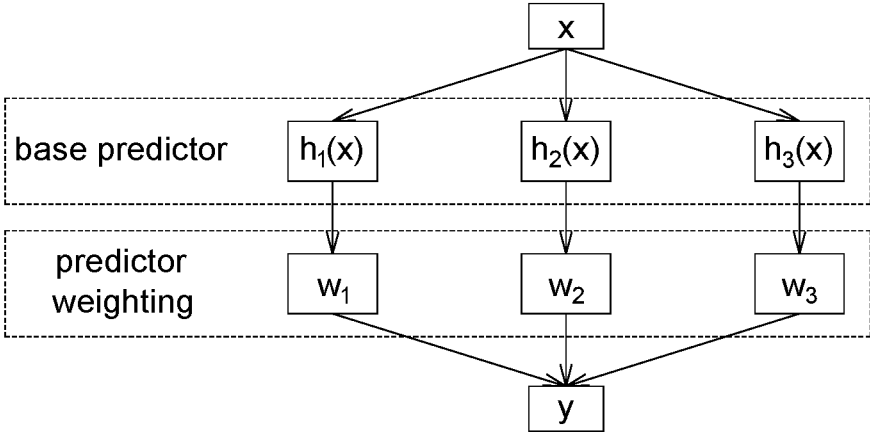 x
base predictor
h₁(x)
h₂(x)
h₃(x)
predictor
weighting
w₁
w₂
w₃
y